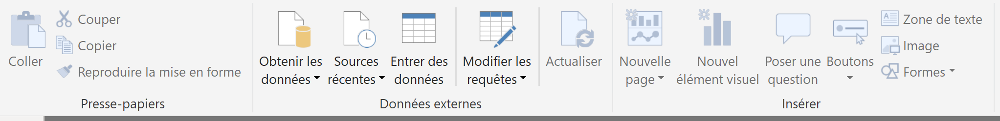 Coller
Couper
Copier
Reproduire la mise en forme
Presse-papiers
Obtenir les
données
Sources
récentes
Entrer des
données
Modifier les
requêtes
Actualiser
Données externes
Nouvelle
page
Nouvel
élément visuel
Poser une
question
Boutons
A
Zone de texte
Image
Formes
Insérer